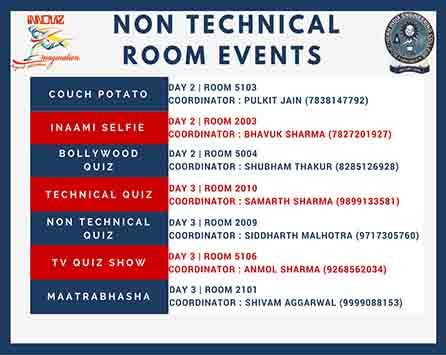 INNOVIZ
NON TECHNICAL
ROOM EVENTS
COUCH POTATO
DAY 2 | ROOM 5103
COORDINATOR : PULKIT JAIN (7838147792)
INAAMI SELFIE
DAY 2 | ROOM 2003
COORDINATOR : BHAVUK SHARMA (7827201927)
BOLLYWOOD
QUIZ
DAY 2 | ROOM 5004
COORDINATOR : SHUBHAM THAKUR (8285126928)
TECHNICAL QUIZ
DAY 3 | ROOM 2010
COORDINATOR : SAMARTH SHARMA (9899133581)
NON TECHNICAL
QUIZ
DAY 3 | ROOM 2009
COORDINATOR : SIDDHARTH MALHOTRA (9717305760)
TV QUIZ SHOW
DAY 3 | ROOM 5106
COORDINATOR : ANMOL SHARMA (9268562034)
MAATRABHASHA
DAY 3 | ROOM 2101
COORDINATOR : SHIVAM AGGARWAL (9999088153)